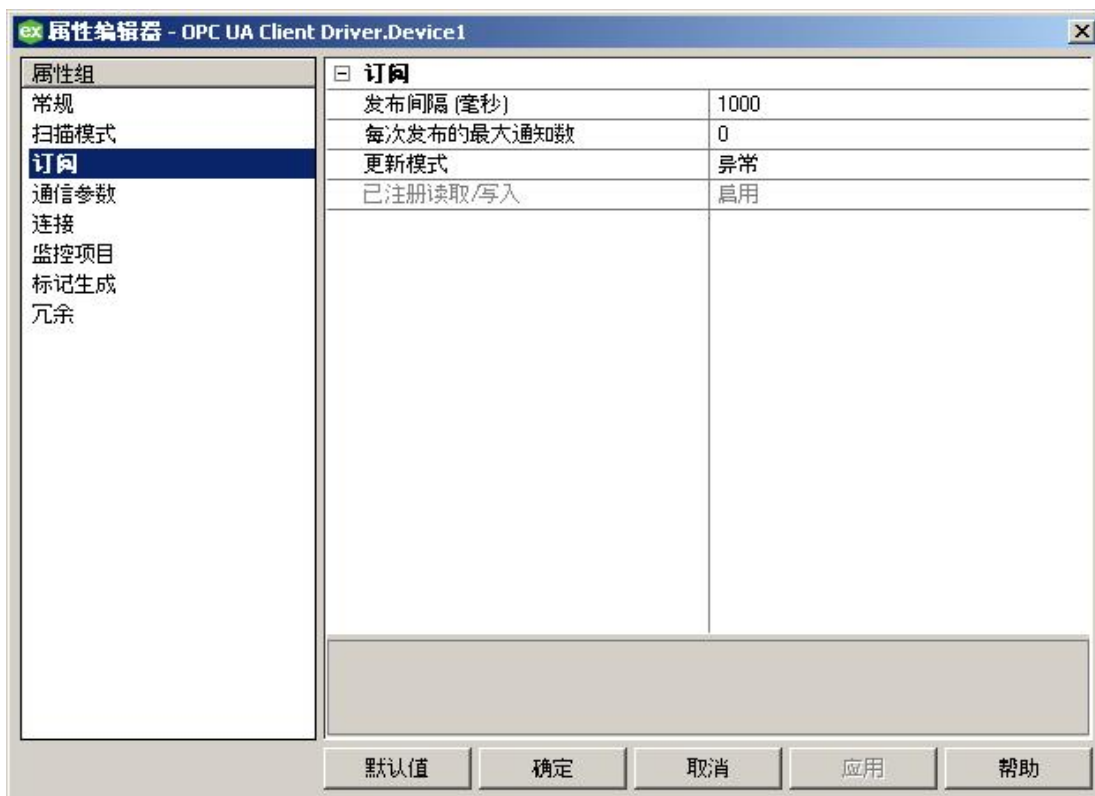 ex 属性编辑器 - OPC UA Client Driver.Device1
属性组
常规
扫描模式
订阅
通信参数
连接
监控项目
标记生成
冗余
订阅
发布间隔 (毫秒) 1000
每次发布的最大通知数 0
更新模式 异常
已注册读取/写入 启用
默认值 确定 取消 应用 帮助